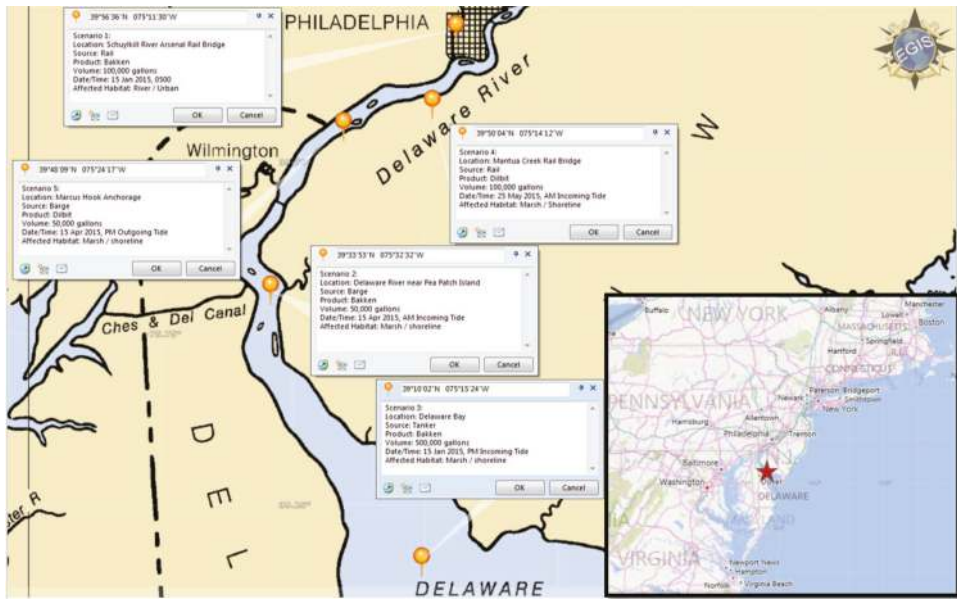 39°56'36"N 075°11'30"W
Scenario 1:
Location: Schuylkill River Arsenal Rail Bridge
Source: Rail
Product: Bakken
Volume: 100,000 gallons
Date/Time: 15 Jan 2015, 0500
Affected Habitat: River / Urban
OK Cancel
PHILADELPHIA
EGIS
Delaware River
W
Wilmington
39°50'04"N 075°14'12"W
Scenario 4:
Location: Mantua Creek Rail Bridge
Source: Rail
Product: Dilbit
Volume: 100,000 gallons
Date/Time: 25 May 2015, AM Incoming Tide
Affected Habitat: Marsh / Shoreline
OK Cancel
39°48'09"N 075°24'17"W
Scenario 5:
Location: Marcus Hook Anchorage
Source: Barge
Product: Dilbit
Volume: 50,000 gallons
Date/Time: 15 Apr 2015, PM Outgoing Tide
Affected Habitat: Marsh / shoreline
OK Cancel
39°33'53"N 075°32'32"W
Scenario 2:
Location: Delaware River near Pea Patch Island
Source: Barge
Product: Bakken
Volume: 50,000 gallons
Date/Time: 15 Apr 2015, AM Incoming Tide
Affected Habitat: Marsh / shoreline
OK Cancel
Ches & Del Canal
39°10'02"N 075°15'24"W
Scenario 3:
Location: Delaware Bay
Source: Tanker
Product: Bakken
Volume: 500,000 gallons
Date/Time: 15 Jan 2015, PM Incoming Tide
Affected Habitat: Marsh / shoreline
OK Cancel
D E L
R
DELAWARE
Buffalo
NEW YORK
Albany
Manchester
Lowell
Boston
MASSACHUSETTS
Springfield
Hartford
R.I.
CONNECTICUT
PENNSYLVANIA
Paterson Bridgeport
Newark
New York
Allentown
Harrisburg
Philadelphia
Trenton
N.J.
Baltimore
Washington
Dover
DELAWARE
MARYLAND
VIRGINIA
Newport News
Hampton
Norfolk
Virginia Beach